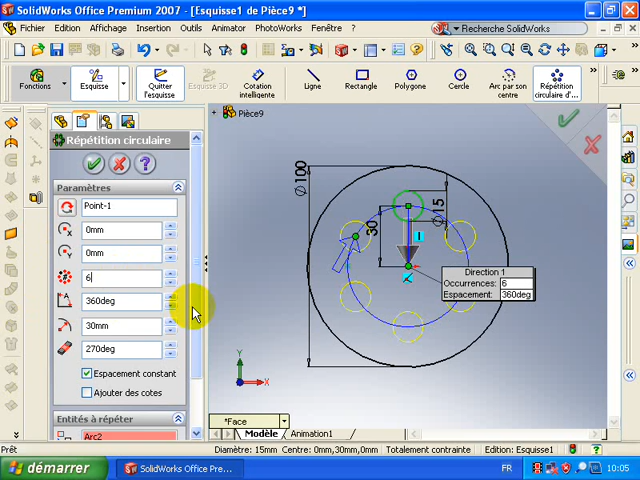 SolidWorks Office Premium 2007 - [Esquisse1 de Pièce9 *]
Fichier Edition Affichage Insertion Outils Animator PhotoWorks Fenêtre ? Recherche SolidWorks
Fonctions Esquisse Quitter l'esquisse Esquisse 3D Cotation intelligente Ligne Rectangle Polygone Cercle Arc par son centre Répétition circulaire d'...
Pièce9
Répétition circulaire
Paramètres
Point-1
0mm
0mm
6
360deg
30mm
270deg
Espacement constant
Ajouter des cotes
Entités à répéter
Arc2
Ø100
30
Ø15
Direction 1
Occurrences: 6
Espacement: 360deg
Y
X
*Face
Modèle Animation1
Prêt
Diamètre: 15mm Centre: 0mm,30mm,0mm Totalement contrainte Edition: Esquisse1
démarrer SolidWorks Office Pre... FR 10:05